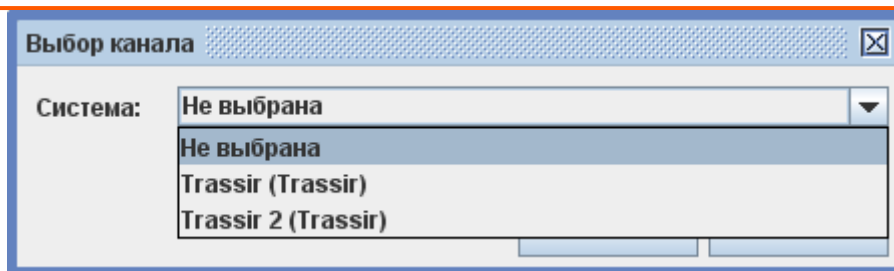 Выбор канала
Система:
Не выбрана
Не выбрана
Trassir (Trassir)
Trassir 2 (Trassir)